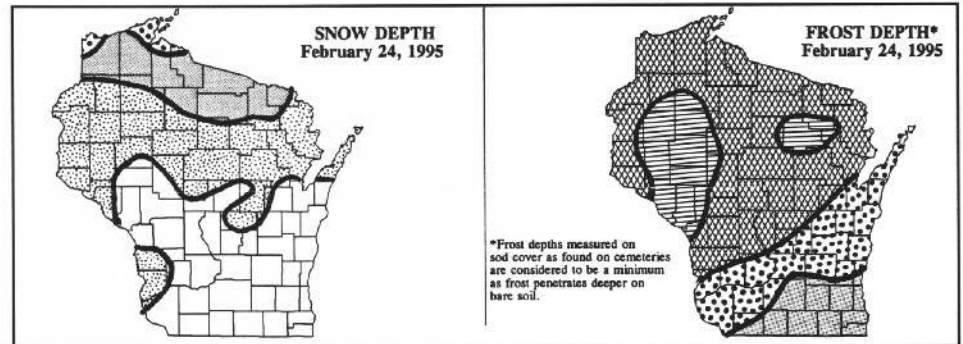 SNOW DEPTH
February 24, 1995
FROST DEPTH*
February 24, 1995
*Frost depths measured on
sod cover as found on cemeteries
are considered to be a minimum
as frost penetrates deeper on
bare soil.